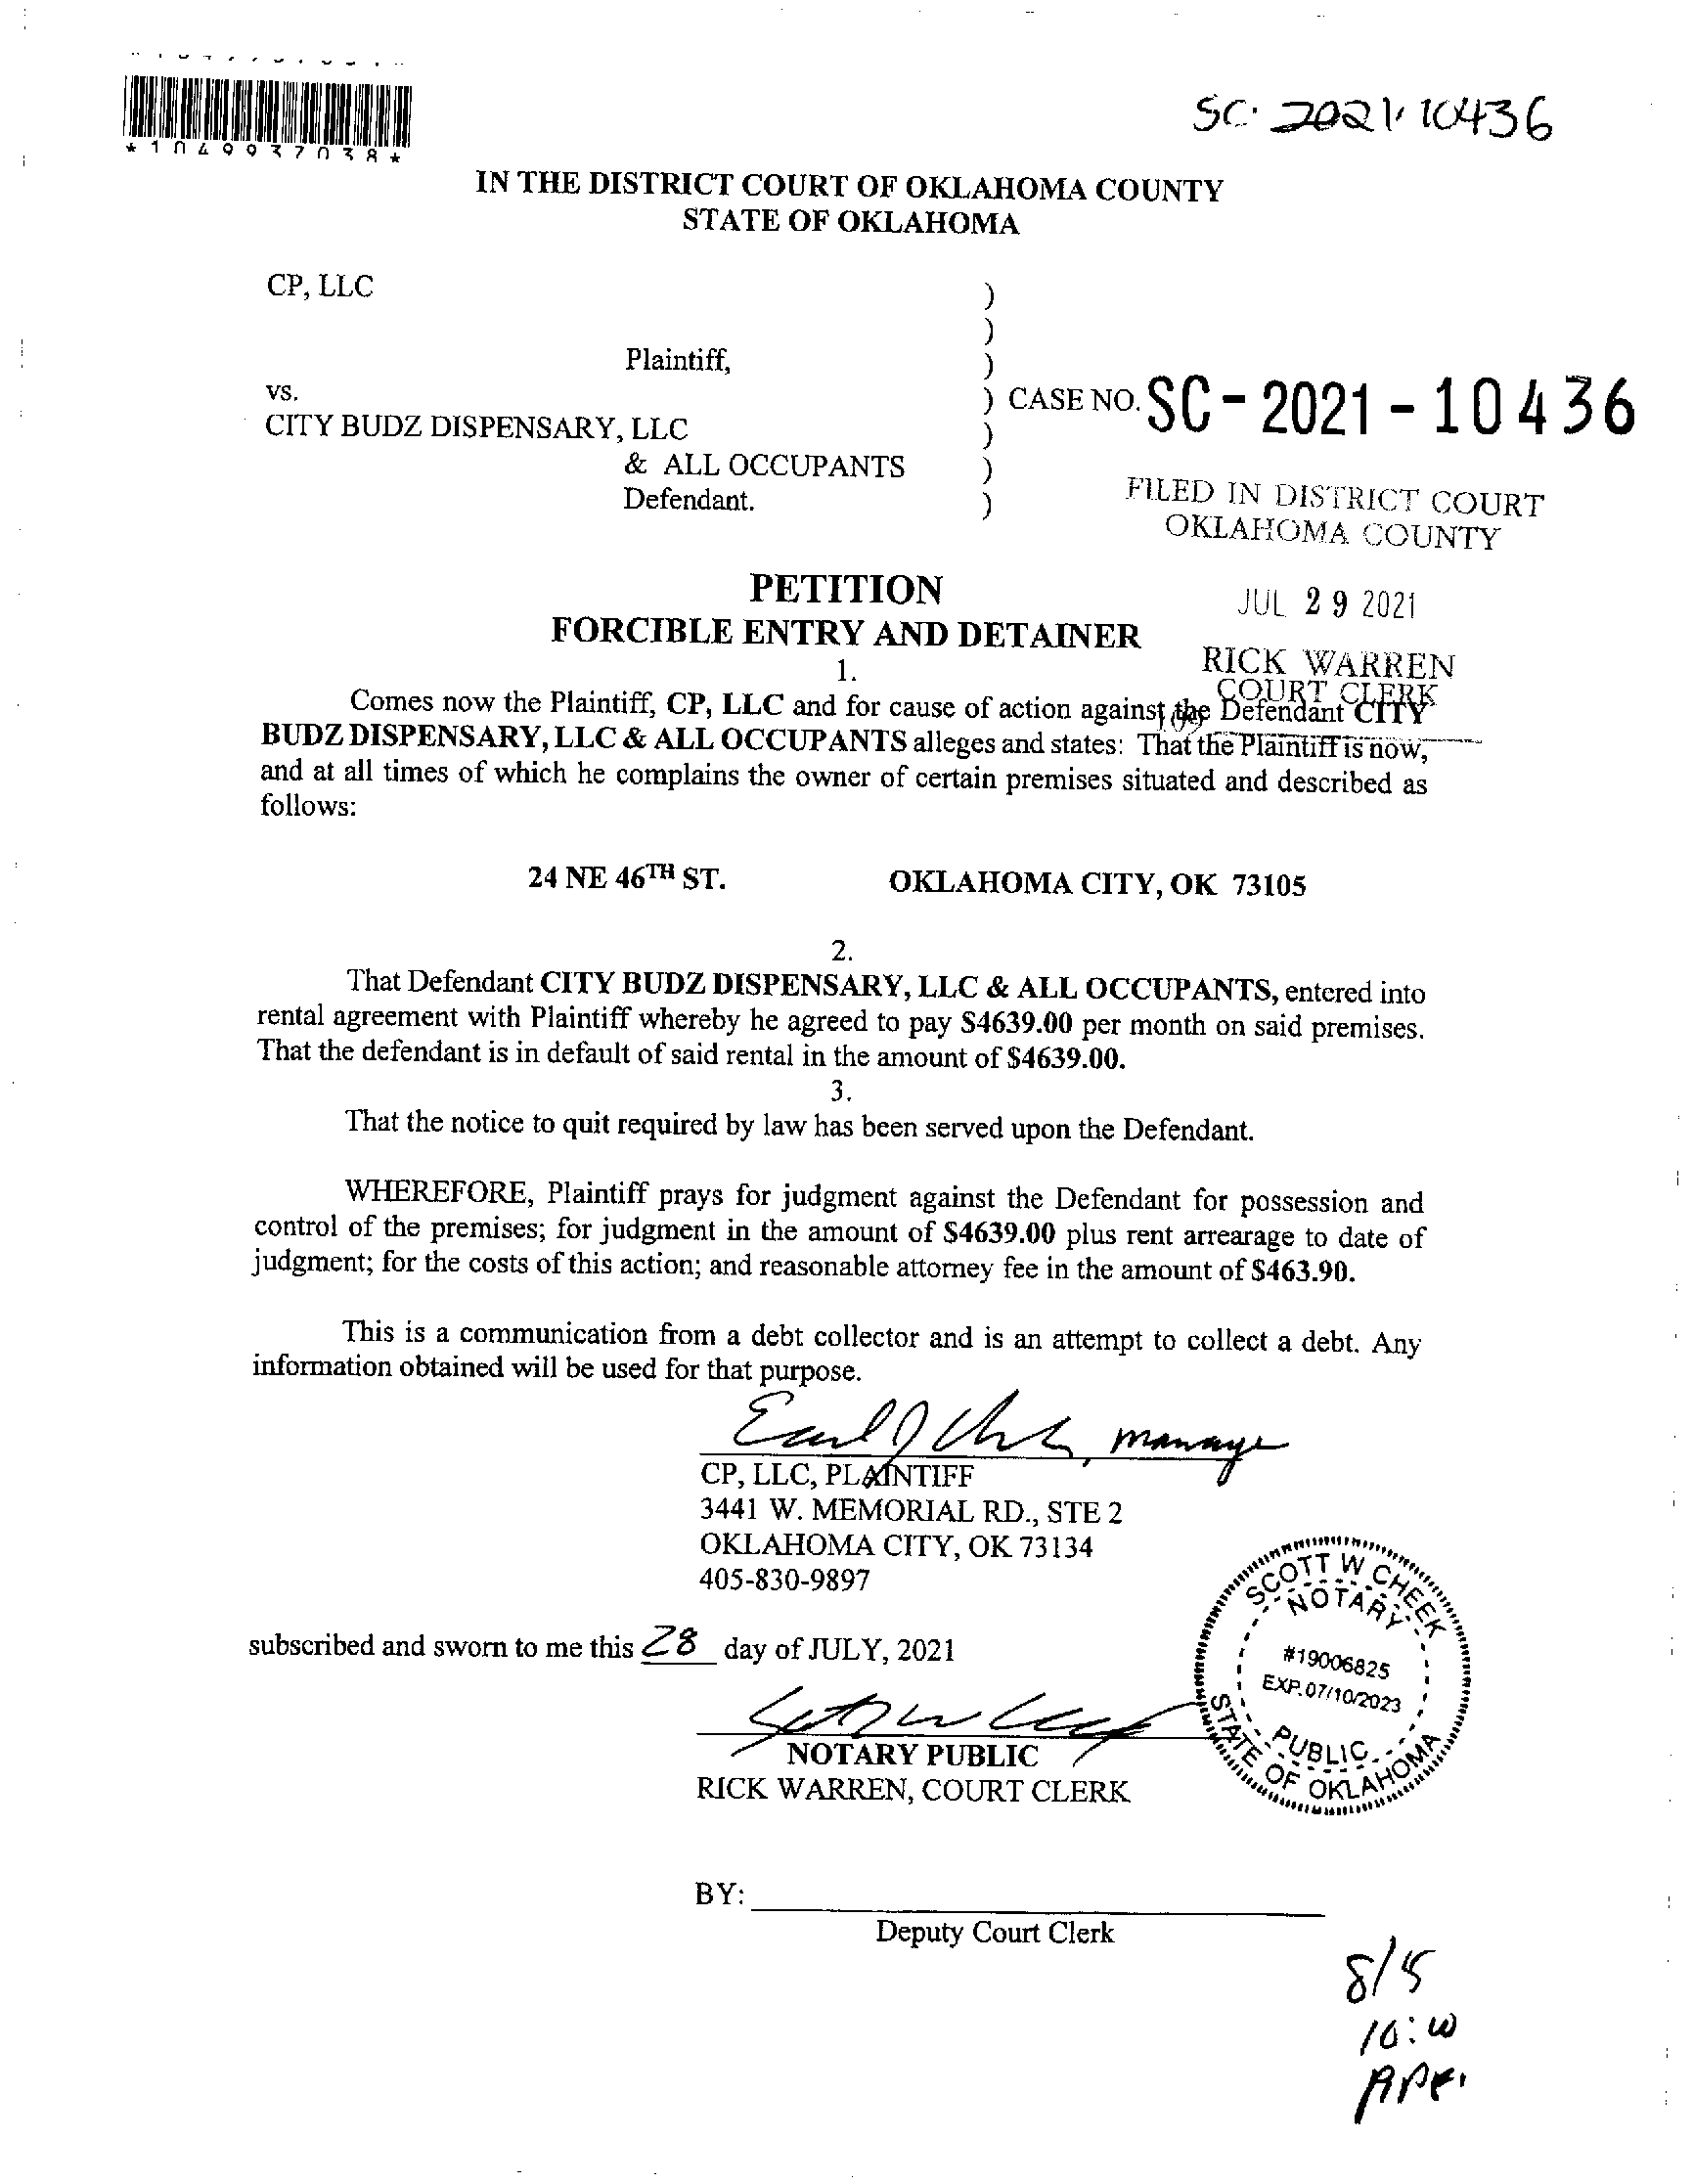 *1049937038*
SC. 2021 10436
IN THE DISTRICT COURT OF OKLAHOMA COUNTY
STATE OF OKLAHOMA
CP, LLC )
)
Plaintiff, )
vs. ) CASE NO. SC - 2021 - 10436
CITY BUDZ DISPENSARY, LLC )
& ALL OCCUPANTS )
Defendant. )
FILED IN DISTRICT COURT
OKLAHOMA COUNTY
JUL 29 2021
RICK WARREN
COURT CLERK
PETITION
FORCIBLE ENTRY AND DETAINER
1.
Comes now the Plaintiff, CP, LLC and for cause of action against the Defendant CITY
BUDZ DISPENSARY, LLC & ALL OCCUPANTS alleges and states: That the Plaintiff is now,
and at all times of which he complains the owner of certain premises situated and described as
follows:
24 NE 46TH ST. OKLAHOMA CITY, OK 73105
2.
That Defendant CITY BUDZ DISPENSARY, LLC & ALL OCCUPANTS, entered into
rental agreement with Plaintiff whereby he agreed to pay $4639.00 per month on said premises.
That the defendant is in default of said rental in the amount of $4639.00.
3.
That the notice to quit required by law has been served upon the Defendant.
WHEREFORE, Plaintiff prays for judgment against the Defendant for possession and
control of the premises; for judgment in the amount of $4639.00 plus rent arrearage to date of
judgment; for the costs of this action; and reasonable attorney fee in the amount of $463.90.
This is a communication from a debt collector and is an attempt to collect a debt. Any
information obtained will be used for that purpose.
manager
CP, LLC, PLAINTIFF
3441 W. MEMORIAL RD., STE 2
OKLAHOMA CITY, OK 73134
405-830-9897
subscribed and sworn to me this 28 day of JULY, 2021
NOTARY PUBLIC
RICK WARREN, COURT CLERK
SCOTT W CHEEK
NOTARY
#19006825
EXP. 07/10/2023
PUBLIC
STATE OF OKLAHOMA
BY:
Deputy Court Clerk
8/5
10:00